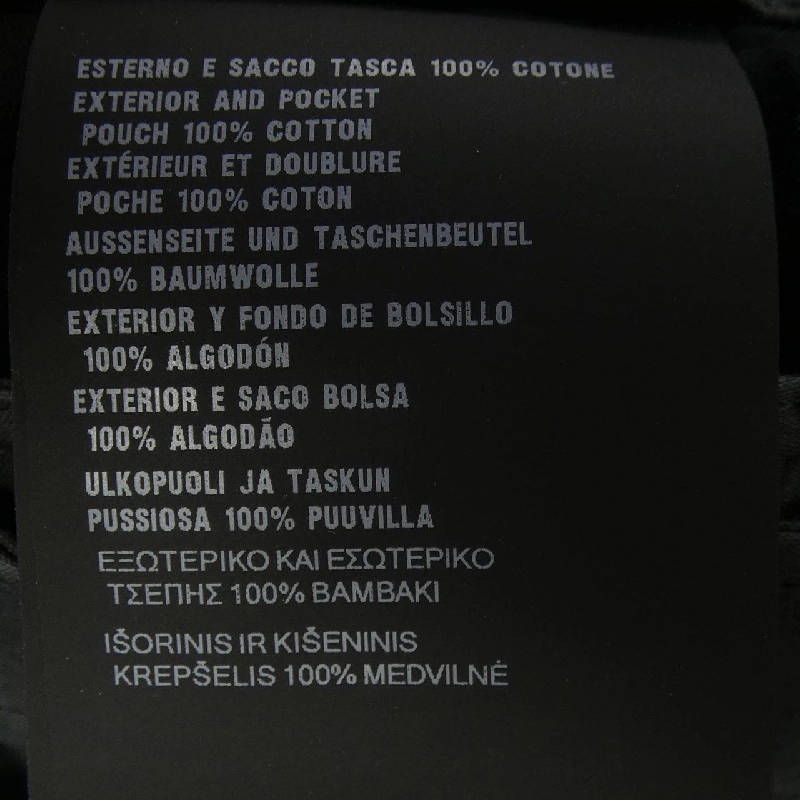 ESTERNO E SACCO TASCA 100% COTONE
EXTERIOR AND POCKET
POUCH 100% COTTON
EXTÉRIEUR ET DOUBLURE
POCHE 100% COTON
AUSSENSEITE UND TASCHENBEUTEL
100% BAUMWOLLE
EXTERIOR Y FONDO DE BOLSILLO
100% ALGODÓN
EXTERIOR E SACO BOLSA
100% ALGODÃO
ULKOPUOLI JA TASKUN
PUSSIOSA 100% PUUVILLA
ΕΞΩΤΕΡΙΚΟ ΚΑΙ ΕΣΩΤΕΡΙΚΟ
ΤΣΕΠΗΣ 100% ΒΑΜΒΑΚΙ
IŠORINIS IR KIŠENINIS
KREPŠELIS 100% MEDVILNĖ